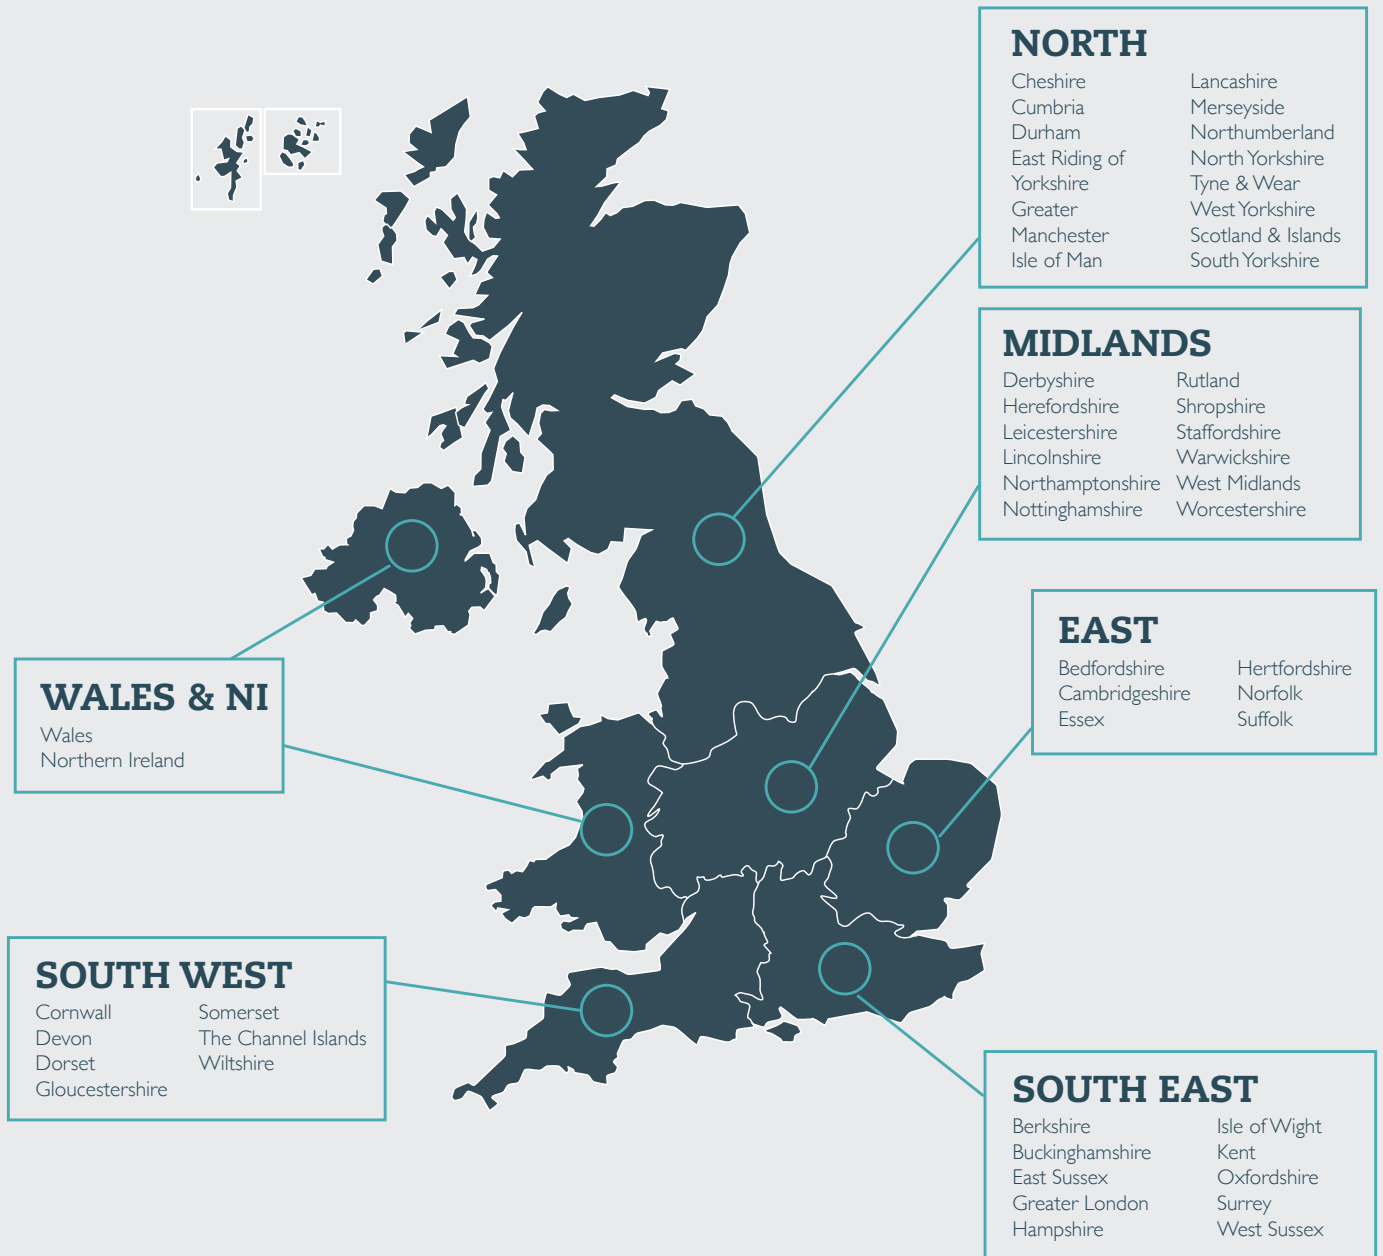 NORTH
Cheshire
Cumbria
Durham
East Riding of
Yorkshire
Greater
Manchester
Isle of Man
Lancashire
Merseyside
Northumberland
North Yorkshire
Tyne & Wear
West Yorkshire
Scotland & Islands
South Yorkshire
MIDLANDS
Derbyshire
Herefordshire
Leicestershire
Lincolnshire
Northamptonshire
Nottinghamshire
Rutland
Shropshire
Staffordshire
Warwickshire
West Midlands
Worcestershire
EAST
Bedfordshire
Cambridgeshire
Essex
Hertfordshire
Norfolk
Suffolk
WALES & NI
Wales
Northern Ireland
SOUTH WEST
Cornwall
Devon
Dorset
Gloucestershire
Somerset
The Channel Islands
Wiltshire
SOUTH EAST
Berkshire
Buckinghamshire
East Sussex
Greater London
Hampshire
Isle of Wight
Kent
Oxfordshire
Surrey
West Sussex